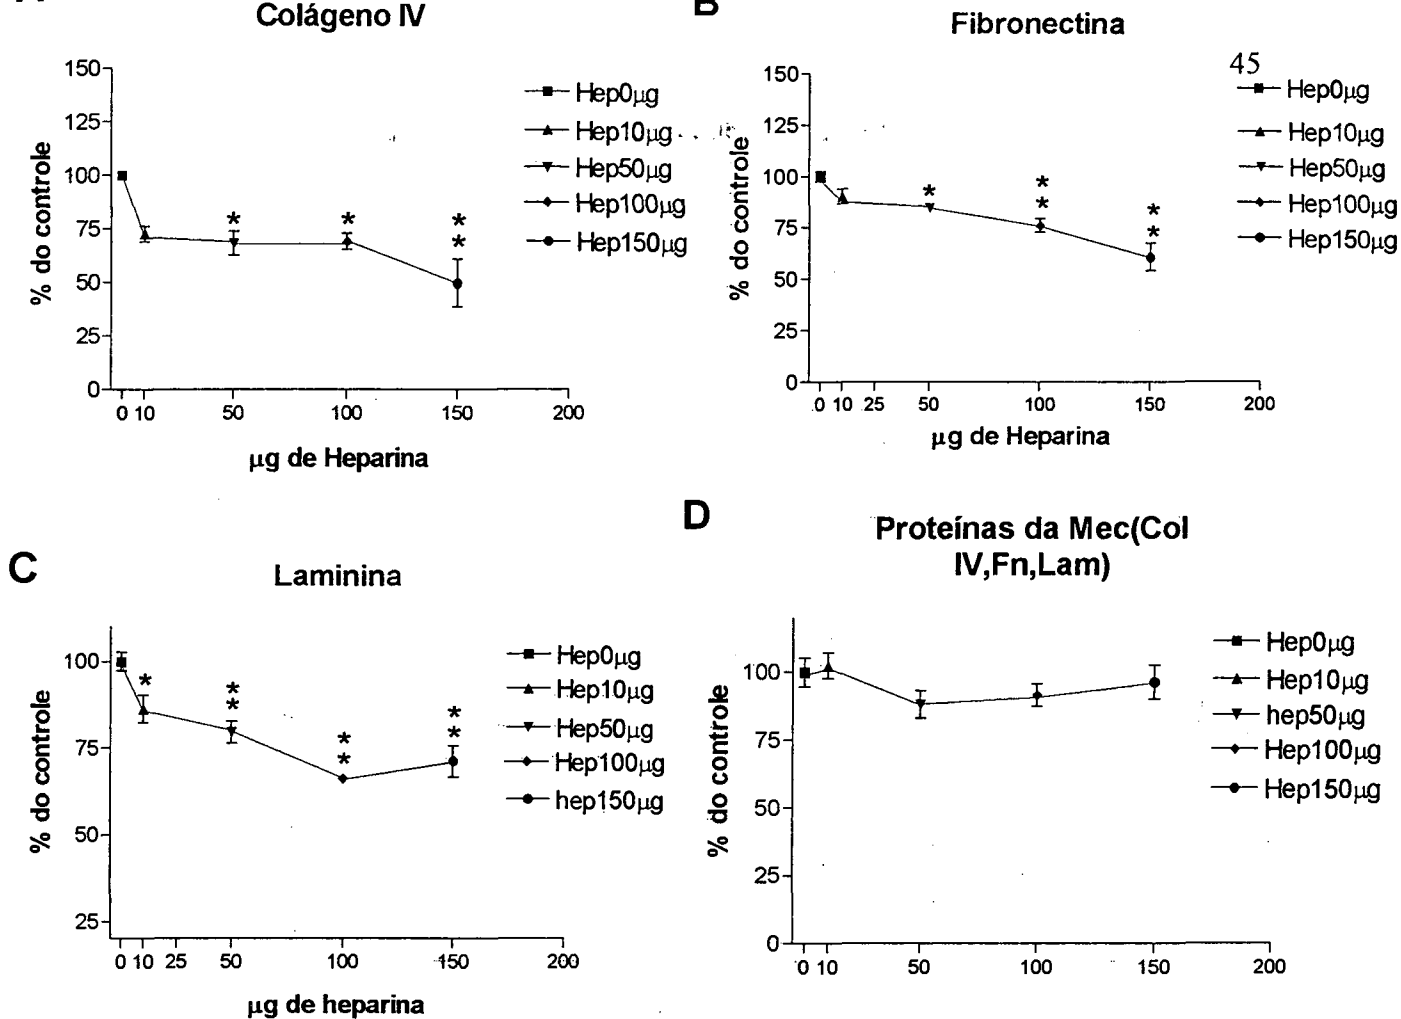 A
Colágeno IV
150
125
100
75
50
25
0
% do controle
* * * *
0 10 50 100 150 200
µg de Heparina
Hep0µg
Hep10µg
Hep50µg
Hep100µg
Hep150µg
B
Fibronectina
45
150
125
100
75
50
25
0
% do controle
* * * * *
0 10 25 50 100 150 200
µg de Heparina
Hep0µg
Hep10µg
Hep50µg
Hep100µg
Hep150µg
C
Laminina
100
75
50
25
% do controle
* * * * * * *
0 10 25 50 100 150 200
µg de heparina
Hep0µg
Hep10µg
Hep50µg
Hep100µg
hep150µg
D
Proteínas da Mec(Col
IV,Fn,Lam)
100
75
50
25
0
% do controle
0 10 50 100 150 200
Hep0µg
Hep10µg
hep50µg
Hep100µg
Hep150µg